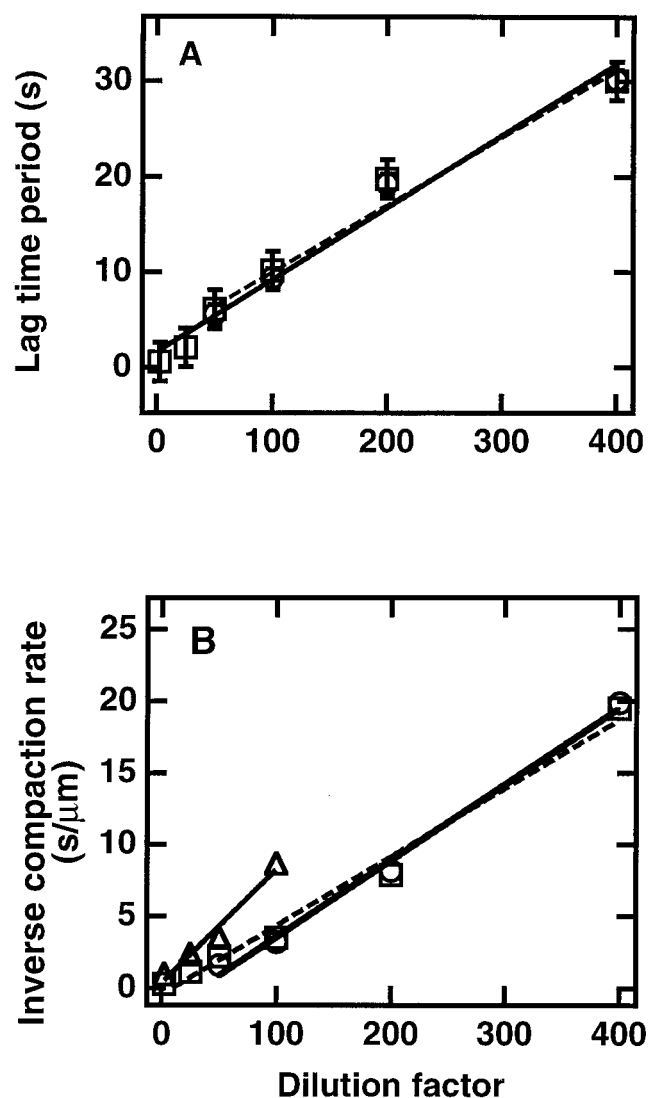 A
Lag time period (s)
30
20
10
0
0 100 200 300 400
B
Inverse compaction rate
(s/μm)
25
20
15
10
5
0
0 100 200 300 400
Dilution factor